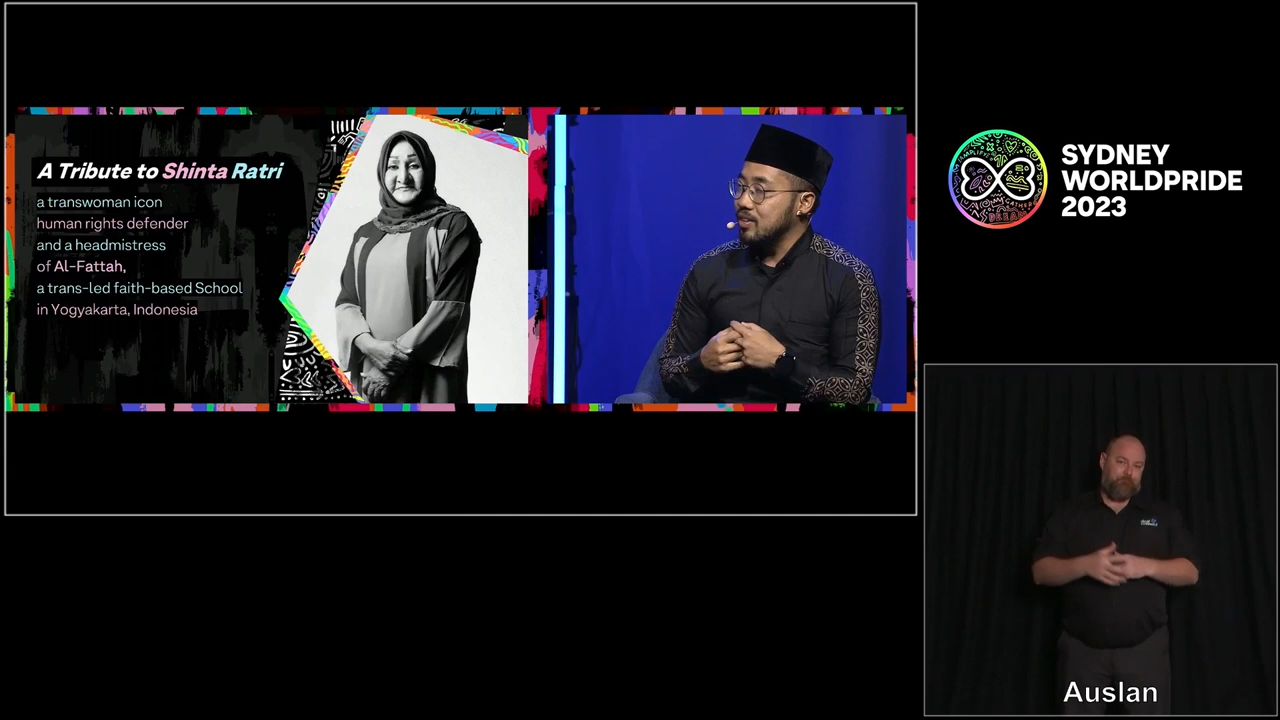 A Tribute to Shinta Ratri
a transwoman icon
human rights defender
and a headmistress
of Al-Fattah,
a trans-led faith-based School
in Yogyakarta, Indonesia
SYDNEY
WORLDPRIDE
2023
Auslan